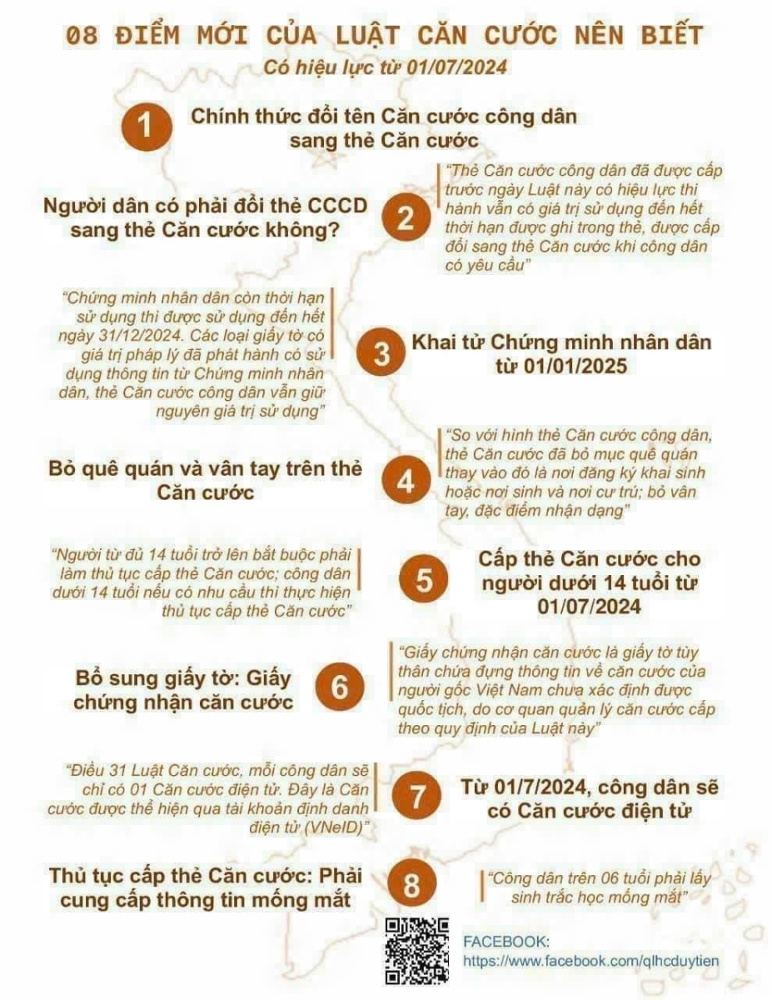 08 ĐIỂM MỚI CỦA LUẬT CĂN CƯỚC NÊN BIẾT
Có hiệu lực từ 01/07/2024
1
Chính thức đổi tên Căn cước công dân
sang thẻ Căn cước
Người dân có phải đổi thẻ CCCD
sang thẻ Căn cước không?
2
“Thẻ Căn cước công dân đã được cấp
trước ngày Luật này có hiệu lực thi
hành vẫn có giá trị sử dụng đến hết
thời hạn được ghi trong thẻ, được cấp
đổi sang thẻ Căn cước khi công dân
có yêu cầu”
“Chứng minh nhân dân còn thời hạn
sử dụng thì được sử dụng đến hết
ngày 31/12/2024. Các loại giấy tờ có
giá trị pháp lý đã phát hành có sử
dụng thông tin từ Chứng minh nhân
dân, thẻ Căn cước công dân vẫn giữ
nguyên giá trị sử dụng”
3
Khai tử Chứng minh nhân dân
từ 01/01/2025
Bỏ quê quán và vân tay trên thẻ
Căn cước
4
“So với hình thẻ Căn cước công dân,
thẻ Căn cước đã bỏ mục quê quán
thay vào đó là nơi đăng ký khai sinh
hoặc nơi sinh và nơi cư trú; bỏ vân
tay, đặc điểm nhận dạng”
“Người từ đủ 14 tuổi trở lên bắt buộc phải
làm thủ tục cấp thẻ Căn cước; công dân
dưới 14 tuổi nếu có nhu cầu thì thực hiện
thủ tục cấp thẻ Căn cước”
5
Cấp thẻ Căn cước cho
người dưới 14 tuổi từ
01/07/2024
Bổ sung giấy tờ: Giấy
chứng nhận căn cước
6
“Giấy chứng nhận căn cước là giấy tờ tùy
thân chứa đựng thông tin về căn cước của
người gốc Việt Nam chưa xác định được
quốc tịch, do cơ quan quản lý căn cước cấp
theo quy định của Luật này”
“Điều 31 Luật Căn cước, mỗi công dân sẽ
chỉ có 01 Căn cước điện tử. Đây là Căn
cước được thể hiện qua tài khoản định danh
điện tử (VNeID)”
7
Từ 01/7/2024, công dân sẽ
có Căn cước điện tử
Thủ tục cấp thẻ Căn cước: Phải
cung cấp thông tin mống mắt
8
“Công dân trên 06 tuổi phải lấy
sinh trắc học mống mắt”
FACEBOOK:
https://www.facebook.com/qlhcduytien